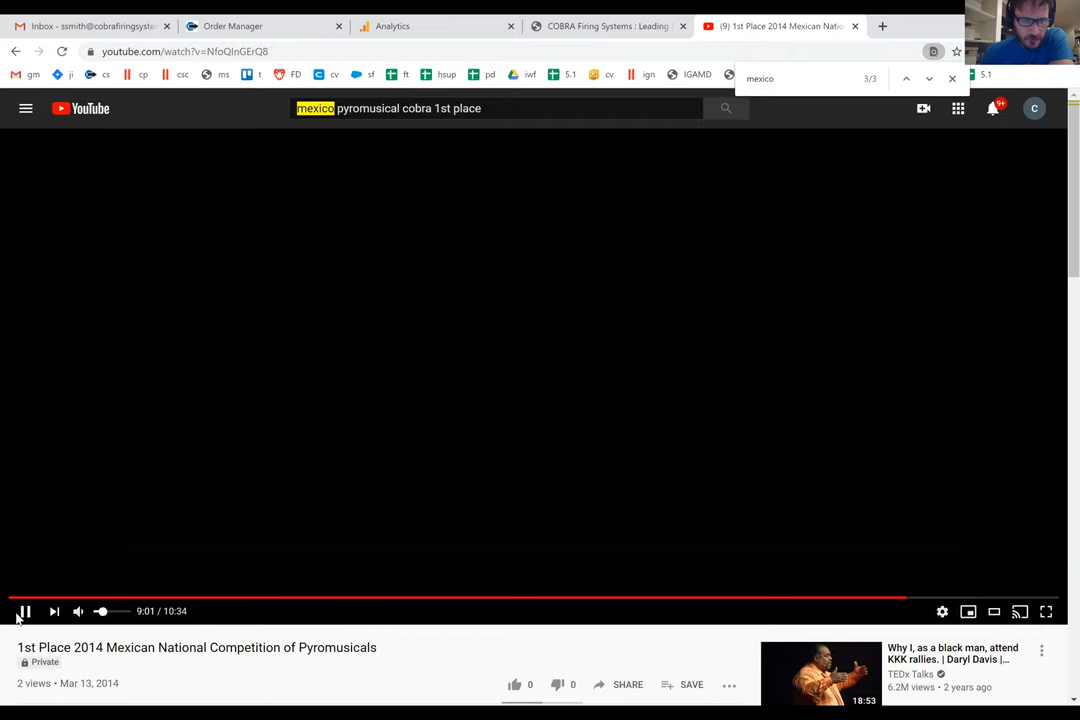 Inbox - ssmith@cobrafiringsyste
Order Manager
Analytics
COBRA Firing Systems : Leading
(9) 1st Place 2014 Mexican Natio
youtube.com/watch?v=NfoQInGErQ8
gm ji cs cp csc ms t FD cv sf ft hsup pd iwf 5.1 cv ign IGAMD 5.1
mexico 3/3
YouTube
mexico pyromusical cobra 1st place
9+
C
9:01 / 10:34
1st Place 2014 Mexican National Competition of Pyromusicals
Private
2 views • Mar 13, 2014
0 0 SHARE SAVE
Why I, as a black man, attend
KKK rallies. | Daryl Davis |...
TEDx Talks
6.2M views • 2 years ago
18:53